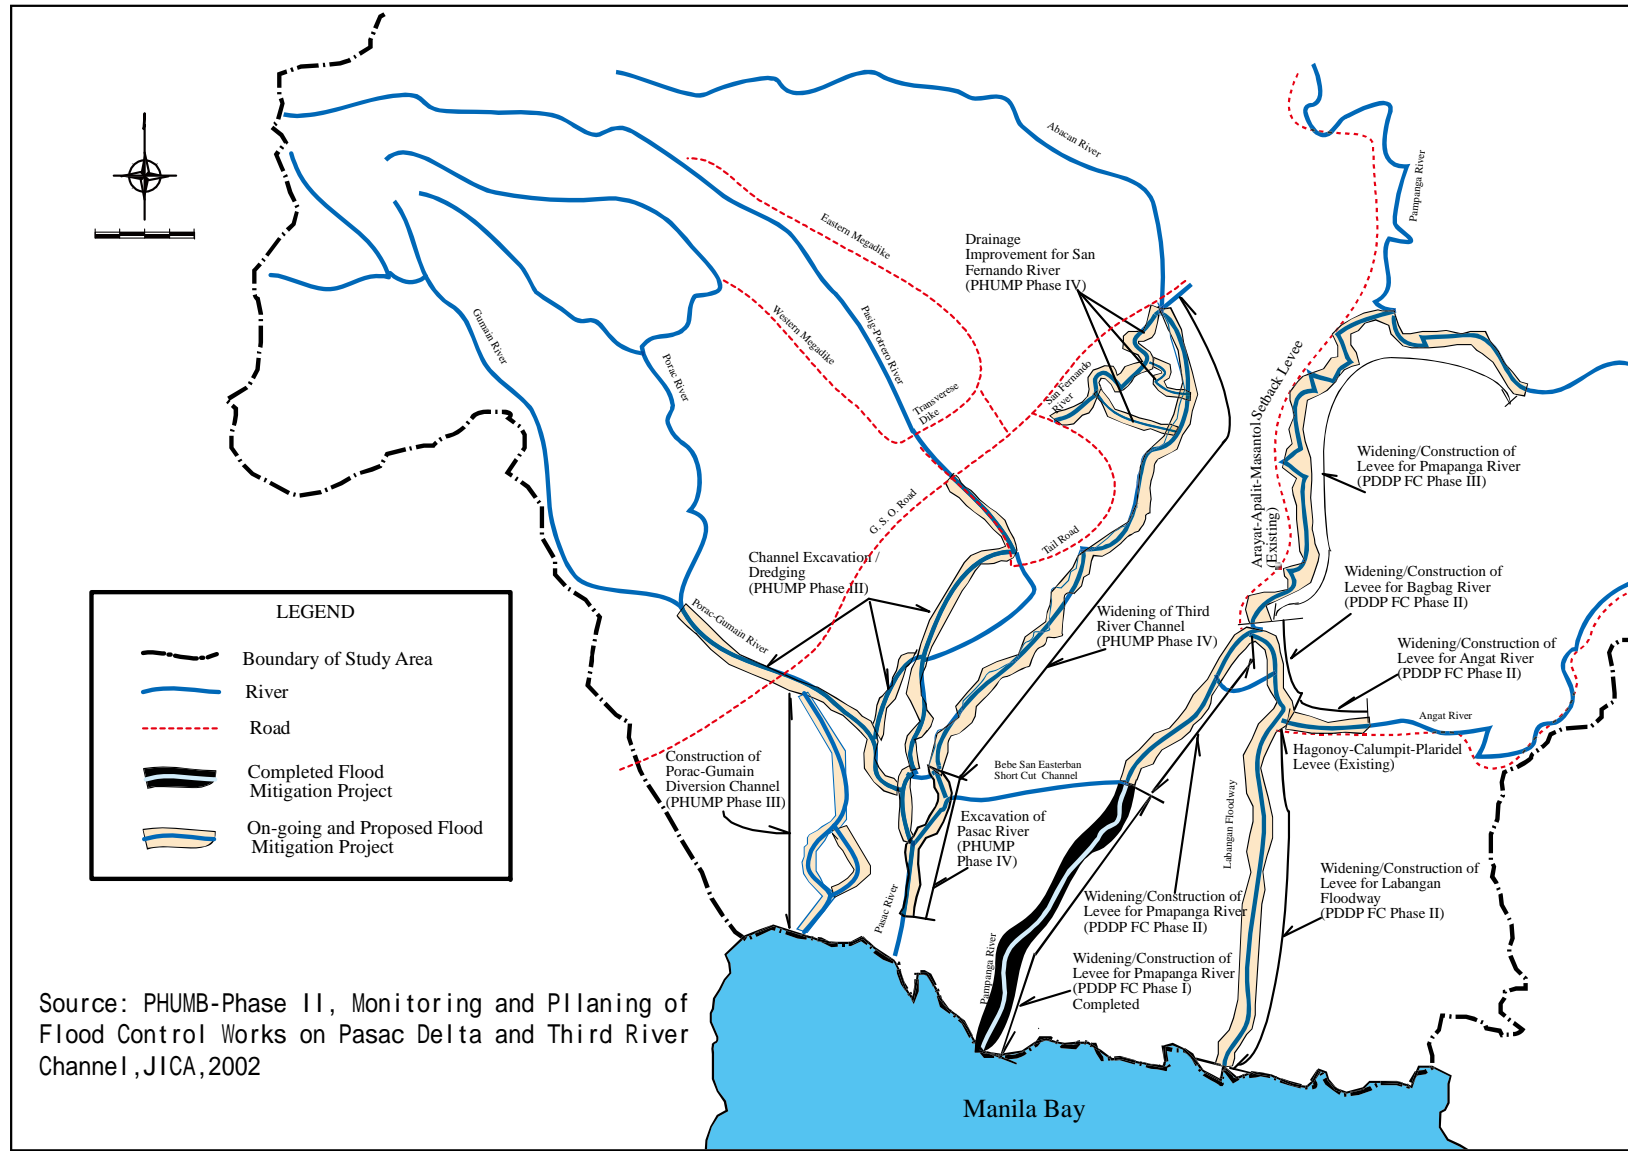 Abacan River
Pampanga River
Eastern Megadike
Drainage
Improvement for San
Fernando River
(PHUMP Phase IV)
Western Megadike
Pasig-Potrero River
Gumain River
Porac River
Transverese
Dike
San Fernando
River
Arayat-Apalit-Masantol,Setback Levee
(Existing)
Widening/Construction of
Levee for Pmapanga River
(PDDP FC Phase III)
G. S. O. Road
Tail Road
Channel Excavation /
Dredging
(PHUMP Phase III)
Widening/Construction of
Levee for Bagbag River
(PDDP FC Phase II)
Porac-Gumain River
Widening of Third
River Channel
(PHUMP Phase IV)
Widening/Construction of
Levee for Angat River
(PDDP FC Phase II)
Angat River
Hagonoy-Calumpit-Plaridel
Levee (Existing)
Construction of
Porac-Gumain
Diversion Channel
(PHUMP Phase III)
Bebe San Easterban
Short Cut Channel
Excavation of
Pasac River
(PHUMP
Phase IV)
Labangan Floodway
Widening/Construction of
Levee for Labangan
Floodway
(PDDP FC Phase II)
Pasac River
Widening/Construction of
Levee for Pmapanga River
(PDDP FC Phase II)
Pampanga River
Widening/Construction of
Levee for Pmapanga River
(PDDP FC Phase I)
Completed
LEGEND
Boundary of Study Area
River
Road
Completed Flood
Mitigation Project
On-going and Proposed Flood
Mitigation Project
Source: PHUMB-Phase II, Monitoring and Pllaning of
Flood Control Works on Pasac Delta and Third River
Channel,JICA,2002
Manila Bay